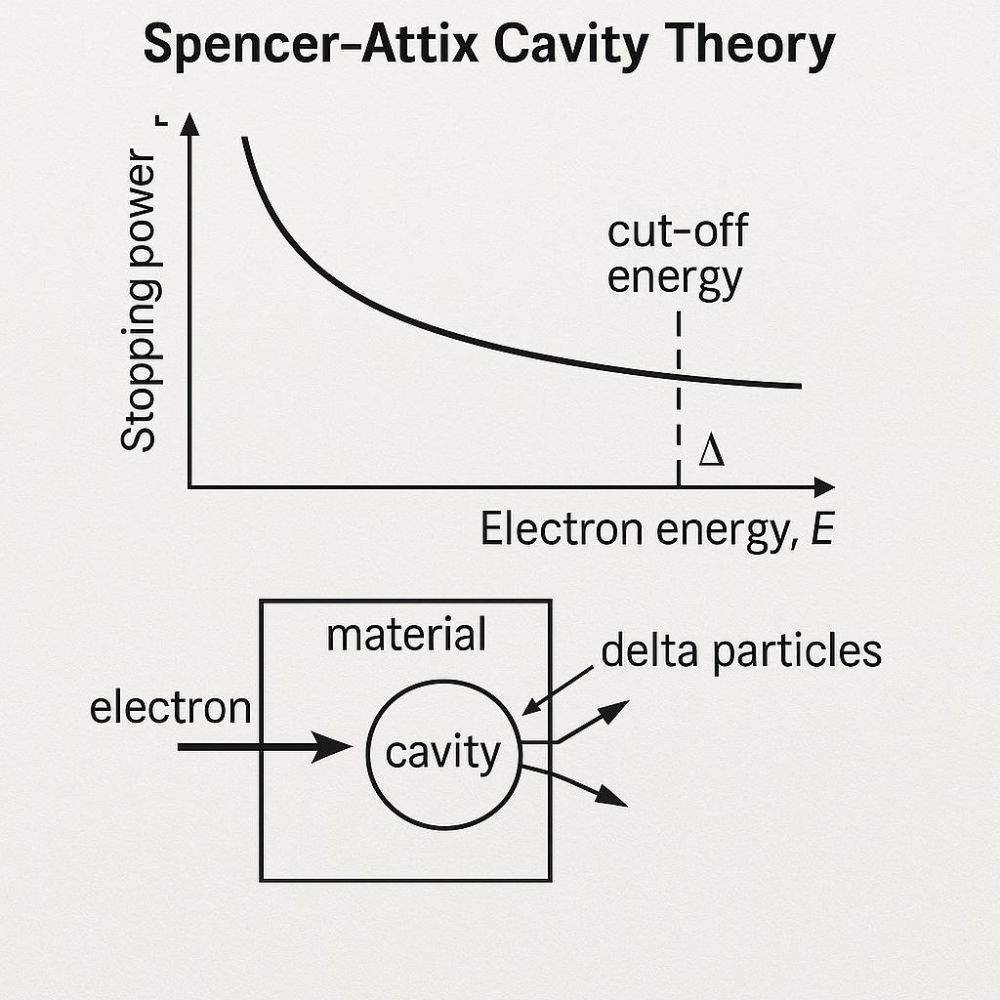 Spencer–Attix Cavity Theory
Stopping power
cut-off
energy
Δ
Electron energy, E
material
delta particles
electron
cavity